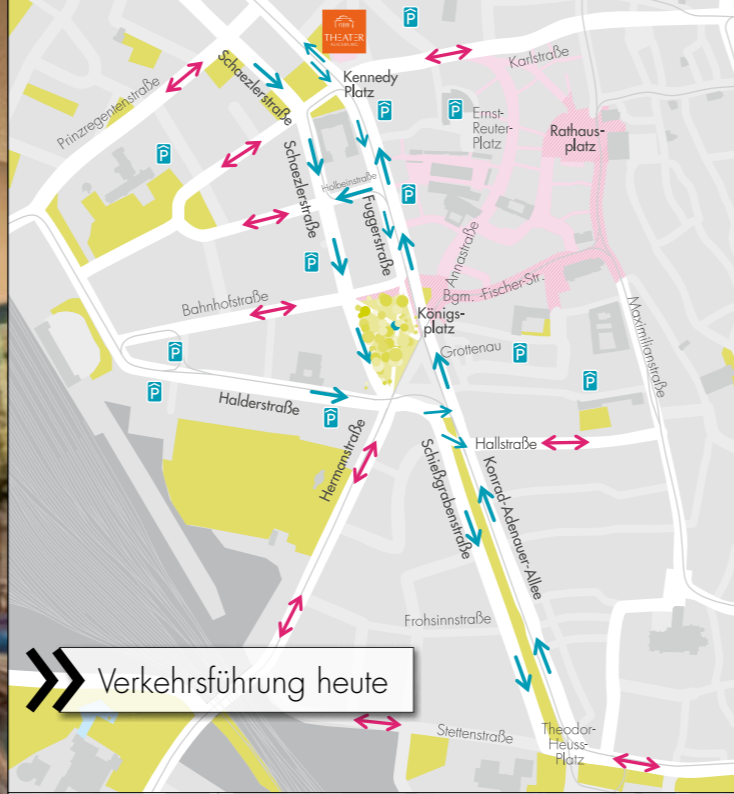 THEATER
P
Karlstraße
Schaezlerstraße
Kennedy
Platz
Prinzregentenstraße
P
P
Ernst-
Reuter-
Platz
Rathaus-
platz
P
Schaezlerstraße
Holbeinstraße
P
Fuggerstraße
Annastraße
P
Bgm. -Fischer-Str.
Bahnhofstraße
Königs-
platz
Maximilianstraße
Grottenau
P
P
P
P
Halderstraße
P
Hermanstraße
Hallstraße
Schießgrabenstraße
Konrad-Adenauer-Allee
Frohsinnstraße
Verkehrsführung heute
Stettenstraße
Theodor-
Heuss-
Platz